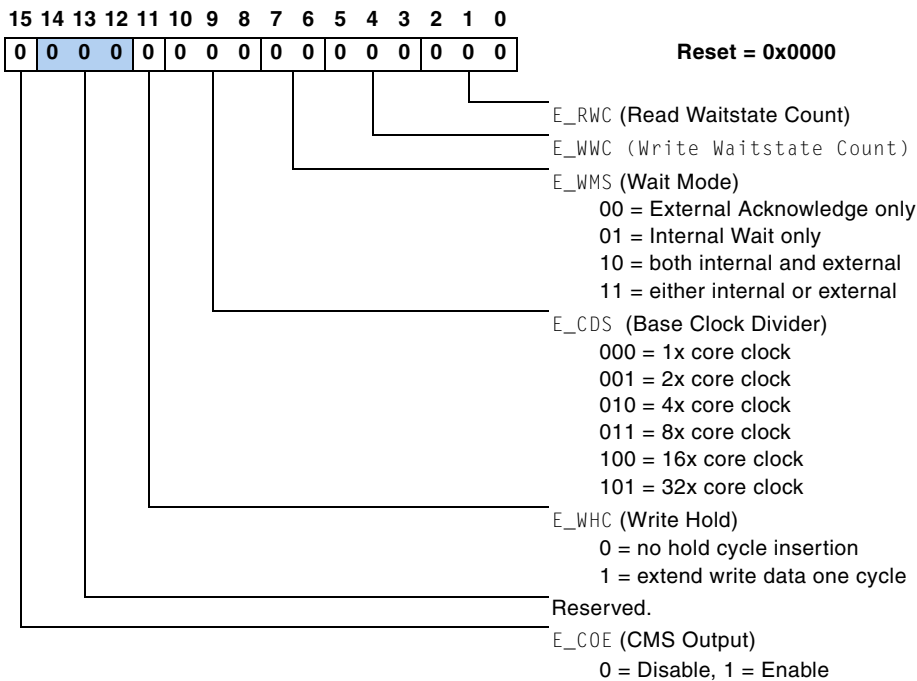 15 14 13 12 11 10 9 8 7 6 5 4 3 2 1 0
0 0 0 0 0 0 0 0 0 0 0 0 0 0 0 0
Reset = 0x0000
E_RWC (Read Waitstate Count)
E_WWC (Write Waitstate Count)
E_WMS (Wait Mode)
00 = External Acknowledge only
01 = Internal Wait only
10 = both internal and external
11 = either internal or external
E_CDS (Base Clock Divider)
000 = 1x core clock
001 = 2x core clock
010 = 4x core clock
011 = 8x core clock
100 = 16x core clock
101 = 32x core clock
E_WHC (Write Hold)
0 = no hold cycle insertion
1 = extend write data one cycle
Reserved.
E_COE (CMS Output)
0 = Disable, 1 = Enable